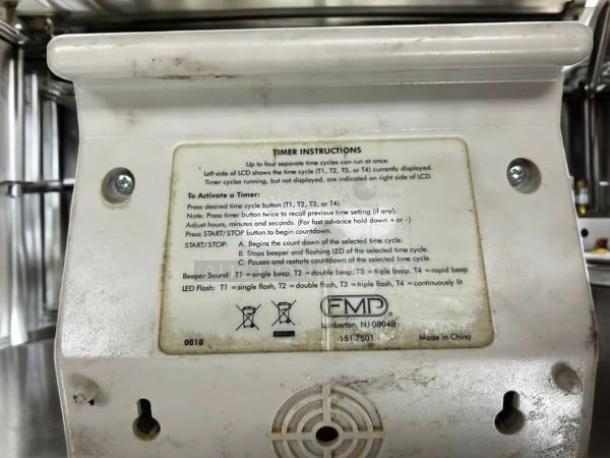 TIMER INSTRUCTIONS
Up to four separate time cycles can run at once.
Left side of LCD shows the time cycle (T1, T2, T3, or T4) currently displayed.
Timer cycles running, but not displayed, are indicated on right side of LCD.
To Activate a Timer:
Press desired time cycle button (T1, T2, T3, or T4).
Note: Press timer button twice to recall previous time setting (if any).
Adjust hours, minutes and seconds. (For fast advance hold down + or -)
Press START/STOP button to begin countdown.
START/STOP: A. Begins the count down of the selected time cycle.
B. Stops beeper and flashing LED of the selected time cycle.
C. Pauses and restarts countdown of the selected time cycle.
Beeper Sound: T1 = single beep, T2 = double beep, T3 = triple beep, T4 = rapid beep
LED Flash: T1 = single flash, T2 = double flash, T3 = triple flash, T4 = continuously lit
FMP®
Lumberton, NJ 08048
0618 151-7501 Made in China